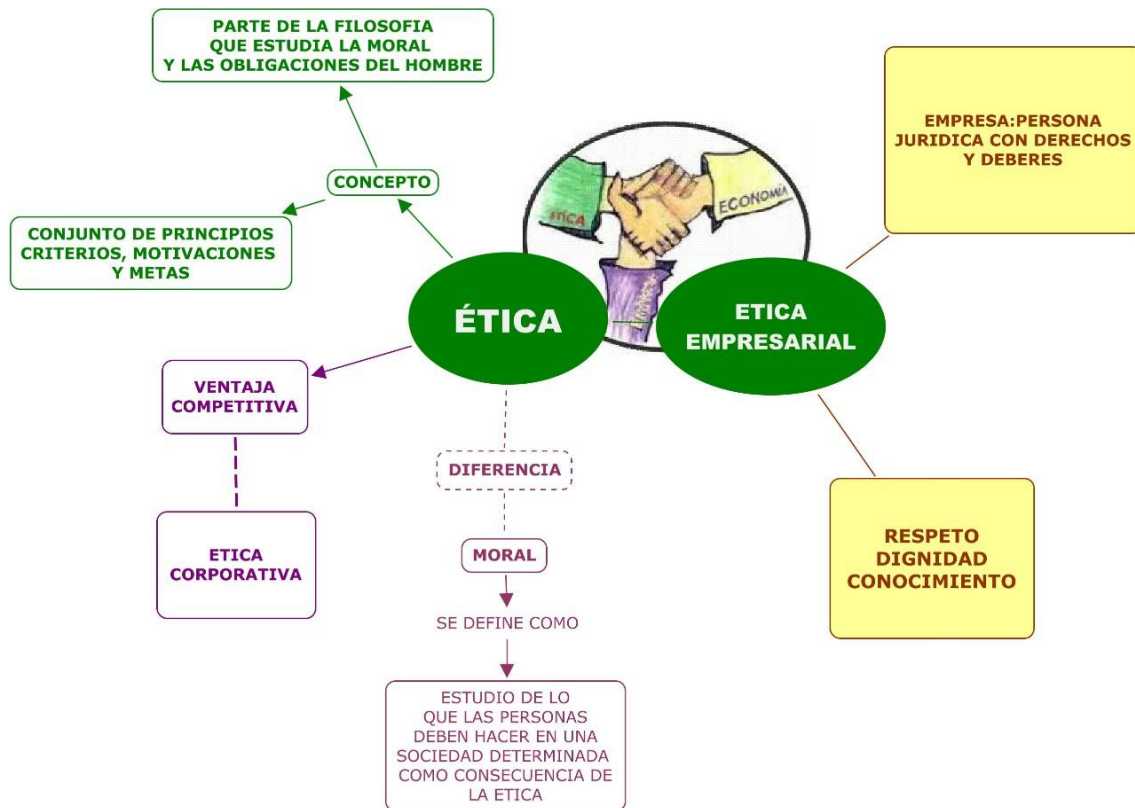 PARTE DE LA FILOSOFIA
QUE ESTUDIA LA MORAL
Y LAS OBLIGACIONES DEL HOMBRE
CONCEPTO
CONJUNTO DE PRINCIPIOS
CRITERIOS, MOTIVACIONES
Y METAS
ETICA
ECONOMIA
EMPRESA:PERSONA
JURIDICA CON DERECHOS
Y DEBERES
ÉTICA
ETICA
EMPRESARIAL
VENTAJA
COMPETITIVA
ETICA
CORPORATIVA
DIFERENCIA
MORAL
SE DEFINE COMO
ESTUDIO DE LO
QUE LAS PERSONAS
DEBEN HACER EN UNA
SOCIEDAD DETERMINADA
COMO CONSECUENCIA DE
LA ETICA
RESPETO
DIGNIDAD
CONOCIMIENTO